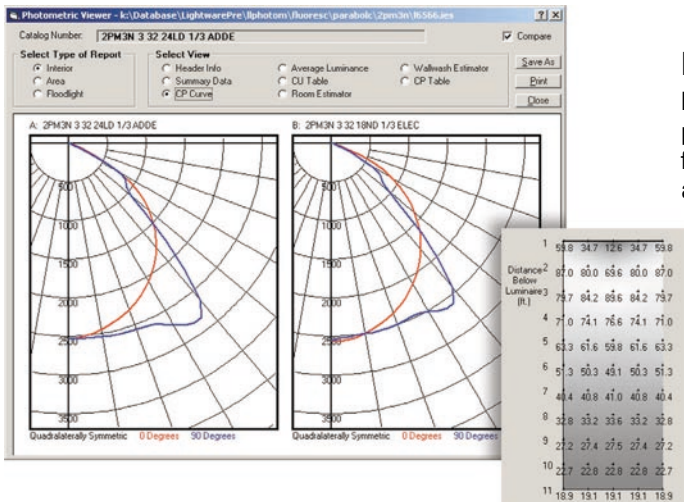 Photometric Viewer - k:\Database\LightwarePre\llphotom\fluoresc\parabolc\2pm3n\f6566.ies
Catalog Number: 2PM3N 3 32 24LD 1/3 ADDE Compare
Select Type of Report Select View Save As
Interior Header Info Average Luminance Wallwash Estimator
Area Summary Data CU Table CP Table Print
Floodlight CP Curve Room Estimator Close
A: 2PM3N 3 32 24LD 1/3 ADDE B: 2PM3N 3 32 18ND 1/3 ELEC
500 500
1000 1000
1500 1500
2000 2000
2500 2500
3000 3000
3500 3500
Quadralaterally Symmetric 0 Degrees 90 Degrees Quadralaterally Symmetric 0 Degrees 90 De
Distance
Below
Luminaire
(ft.)
1 59.8 34.7 12.6 34.7 59.8
2 87.0 80.0 69.6 80.0 87.0
3 79.7 84.2 89.6 84.2 79.7
4 71.0 74.1 76.6 74.1 71.0
5 63.3 61.6 59.8 61.6 63.3
6 51.3 50.3 49.1 50.3 51.3
7 40.4 40.8 41.0 40.8 40.4
8 32.8 33.2 33.6 33.2 32.8
9 27.2 27.4 27.5 27.4 27.2
10 22.7 22.8 22.8 22.8 22.7
11 18.9 19.1 19.1 19.1 18.9